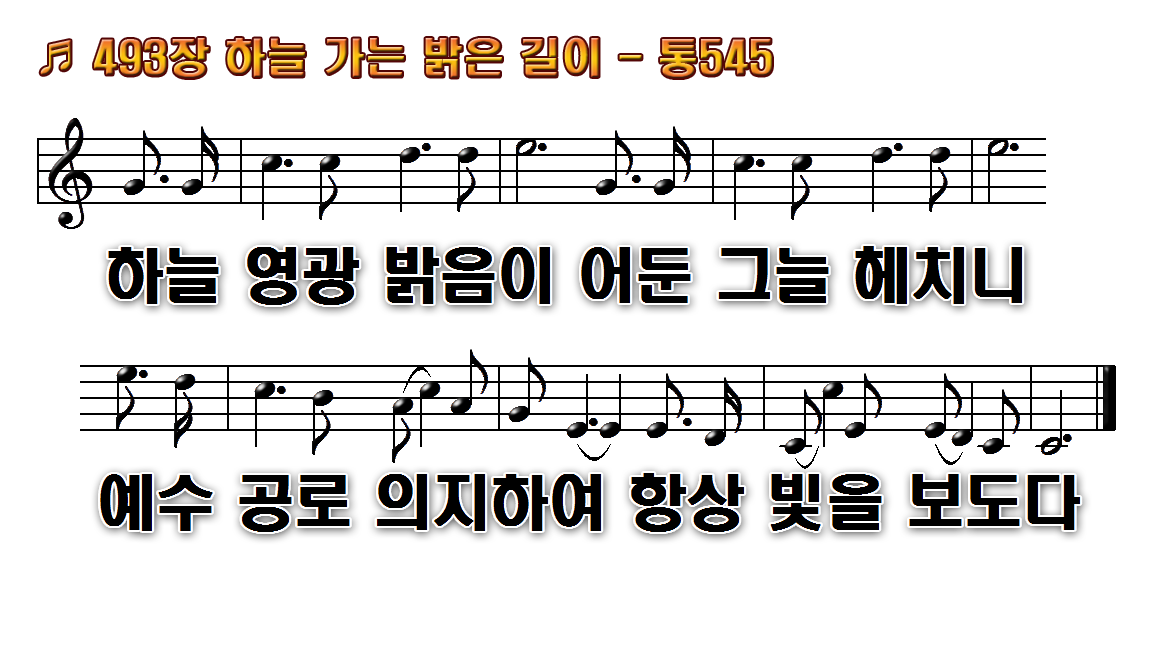 ♬ 493장 하늘 가는 밝은 길이 - 통545
하늘 영광 밝음이 어둔 그늘 헤치니
예수 공로 의지하여 항상 빛을 보도다